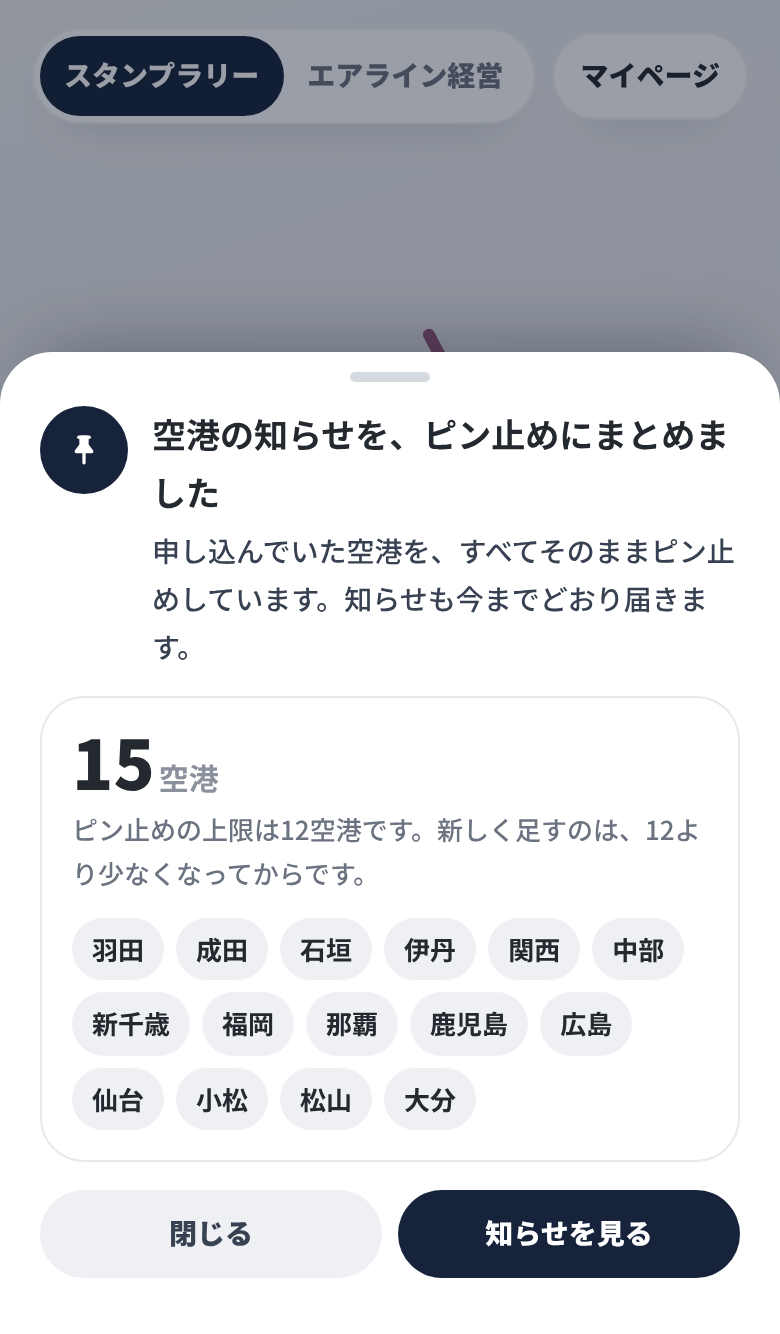 スタンプラリー エアライン経営 マイページ
空港の知らせを、ピン止めにまとめま
した
申し込んでいた空港を、すべてそのままピン止
めしています。知らせも今までどおり届きま
す。
15 空港
ピン止めの上限は12空港です。新しく足すのは、12よ
り少なくなってからです。
羽田 成田 石垣 伊丹 関西 中部
新千歳 福岡 那覇 鹿児島 広島
仙台 小松 松山 大分
閉じる 知らせを見る